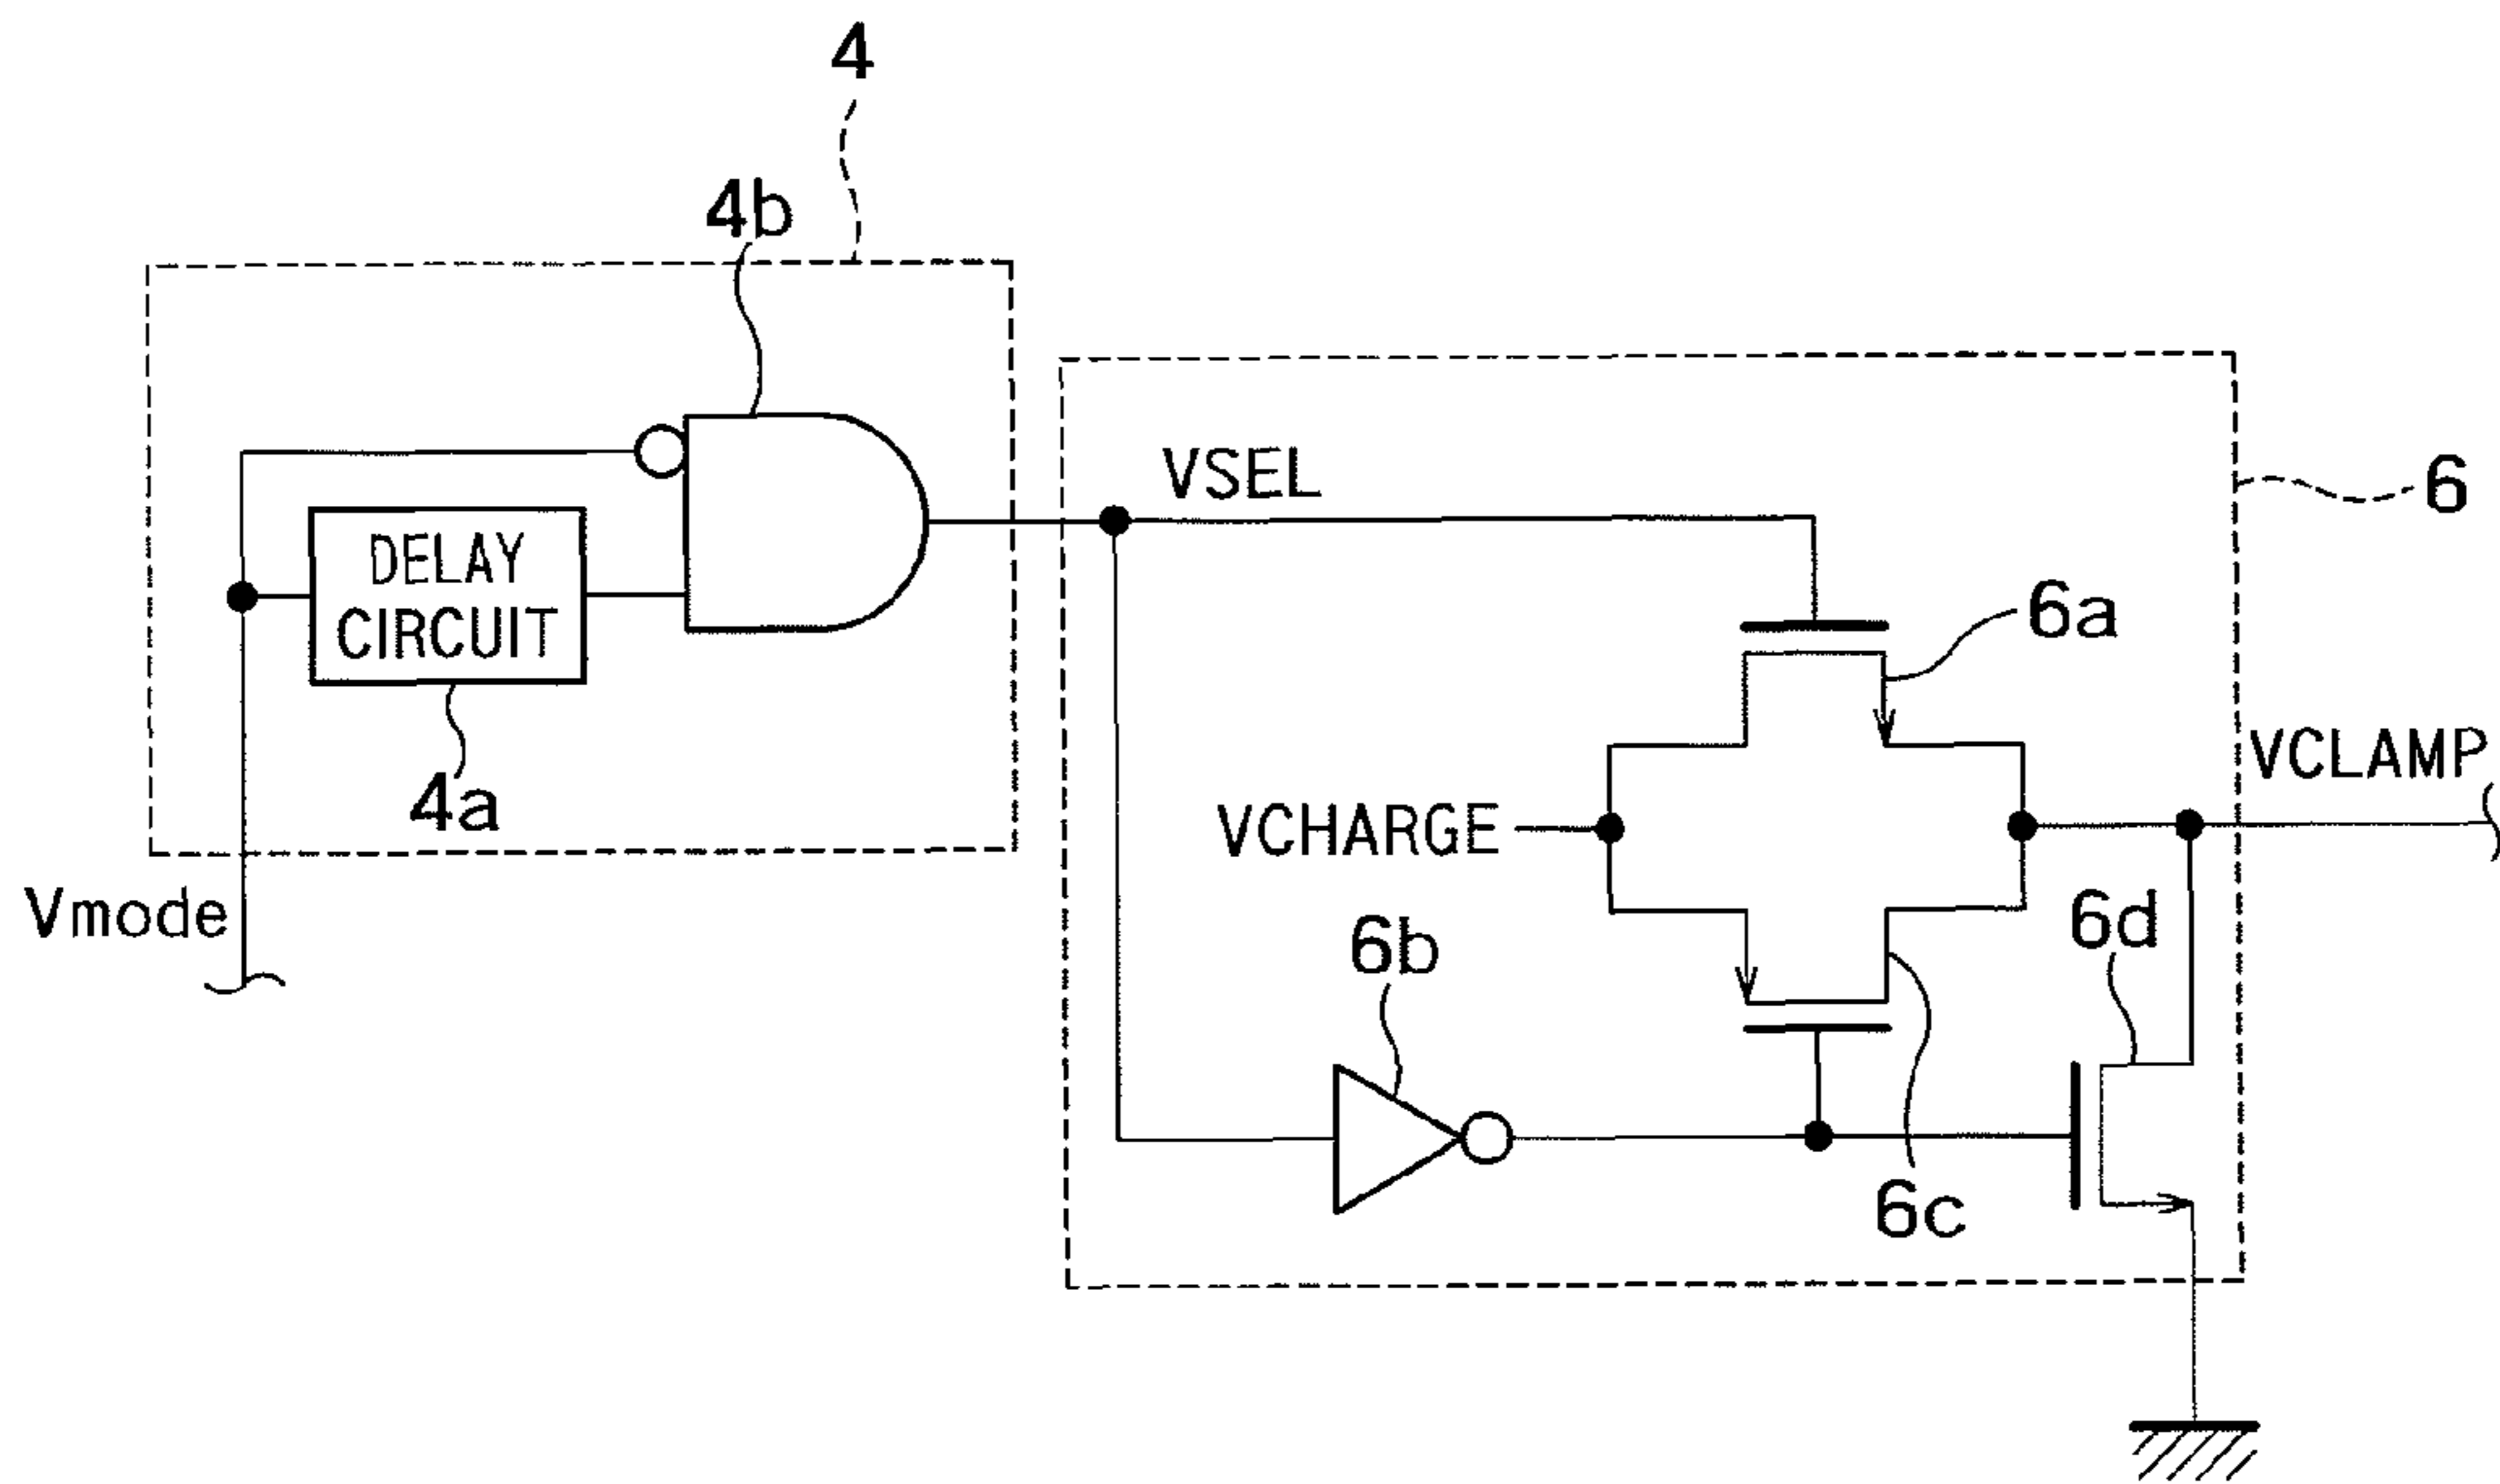 4
4b
VSEL
6
DELAY
CIRCUIT
6a
4a
VCLAMP
VCHARGE
Vmode
6b
6d
6c